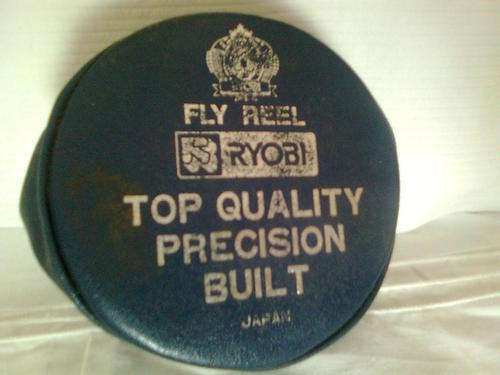 FLY REEL
RYOBI
TOP QUALITY
PRECISION
BUILT
JAPAN